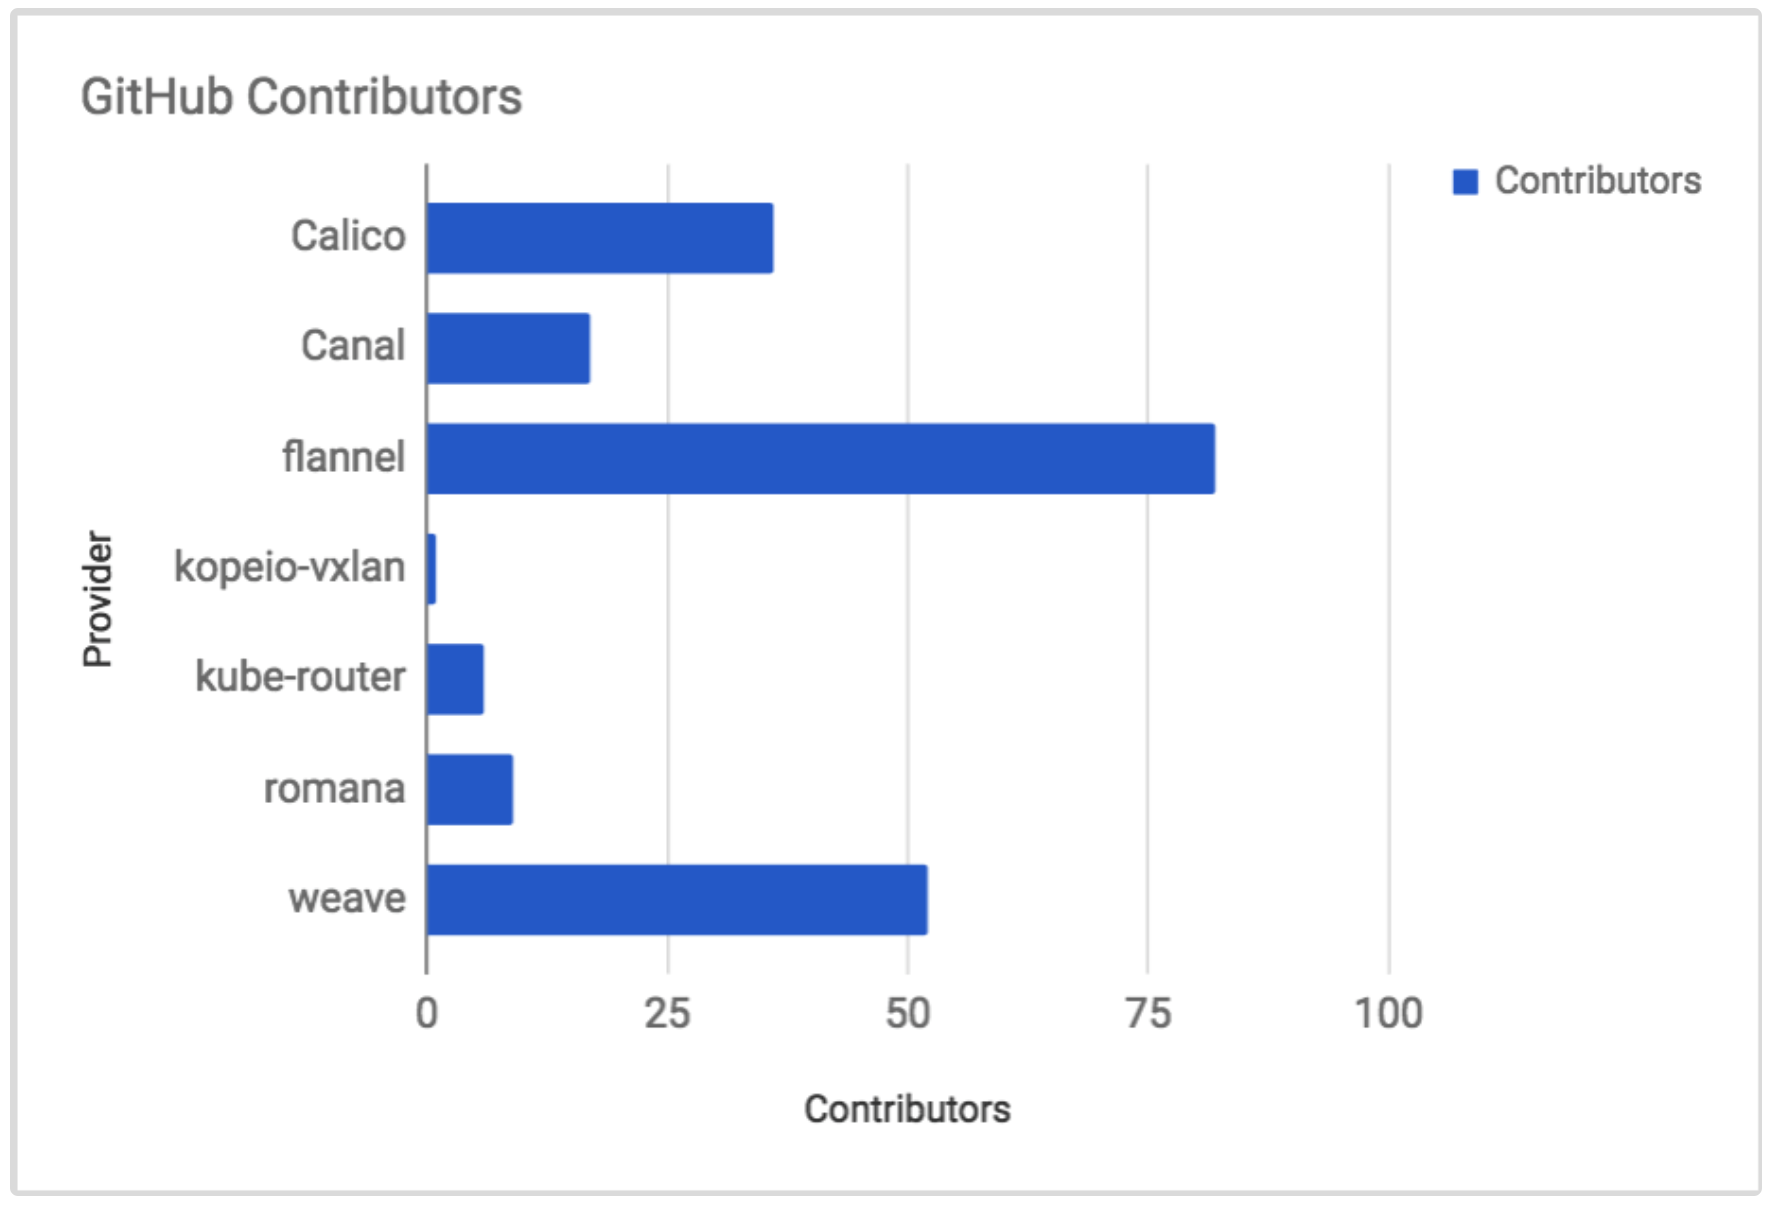 GitHub Contributors
Contributors
Calico
Canal
flannel
kopeio-vxlan
kube-router
romana
weave
Provider
0 25 50 75 100
Contributors